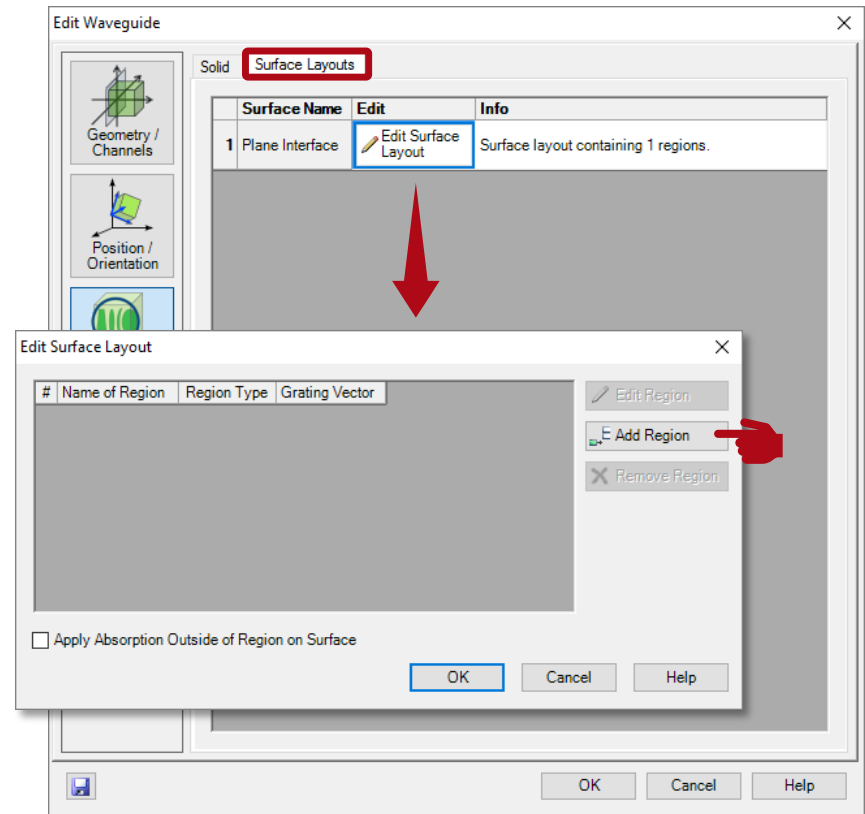 Edit Waveguide
Solid
Surface Layouts
Geometry /
Channels
Position /
Orientation
Surface Name
Edit
Info
1
Plane Interface
Edit Surface
Layout
Surface layout containing 1 regions.
Edit Surface Layout
#
Name of Region
Region Type
Grating Vector
Edit Region
Add Region
Remove Region
Apply Absorption Outside of Region on Surface
OK
Cancel
Help
OK
Cancel
Help